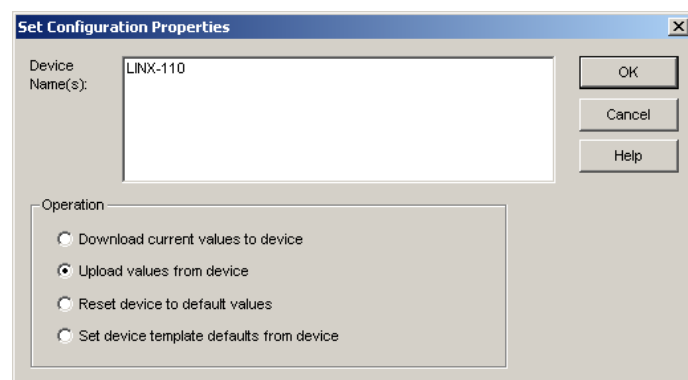 Set Configuration Properties
Device
Name(s):
LINX-110
OK
Cancel
Help
Operation
Download current values to device
Upload values from device
Reset device to default values
Set device template defaults from device